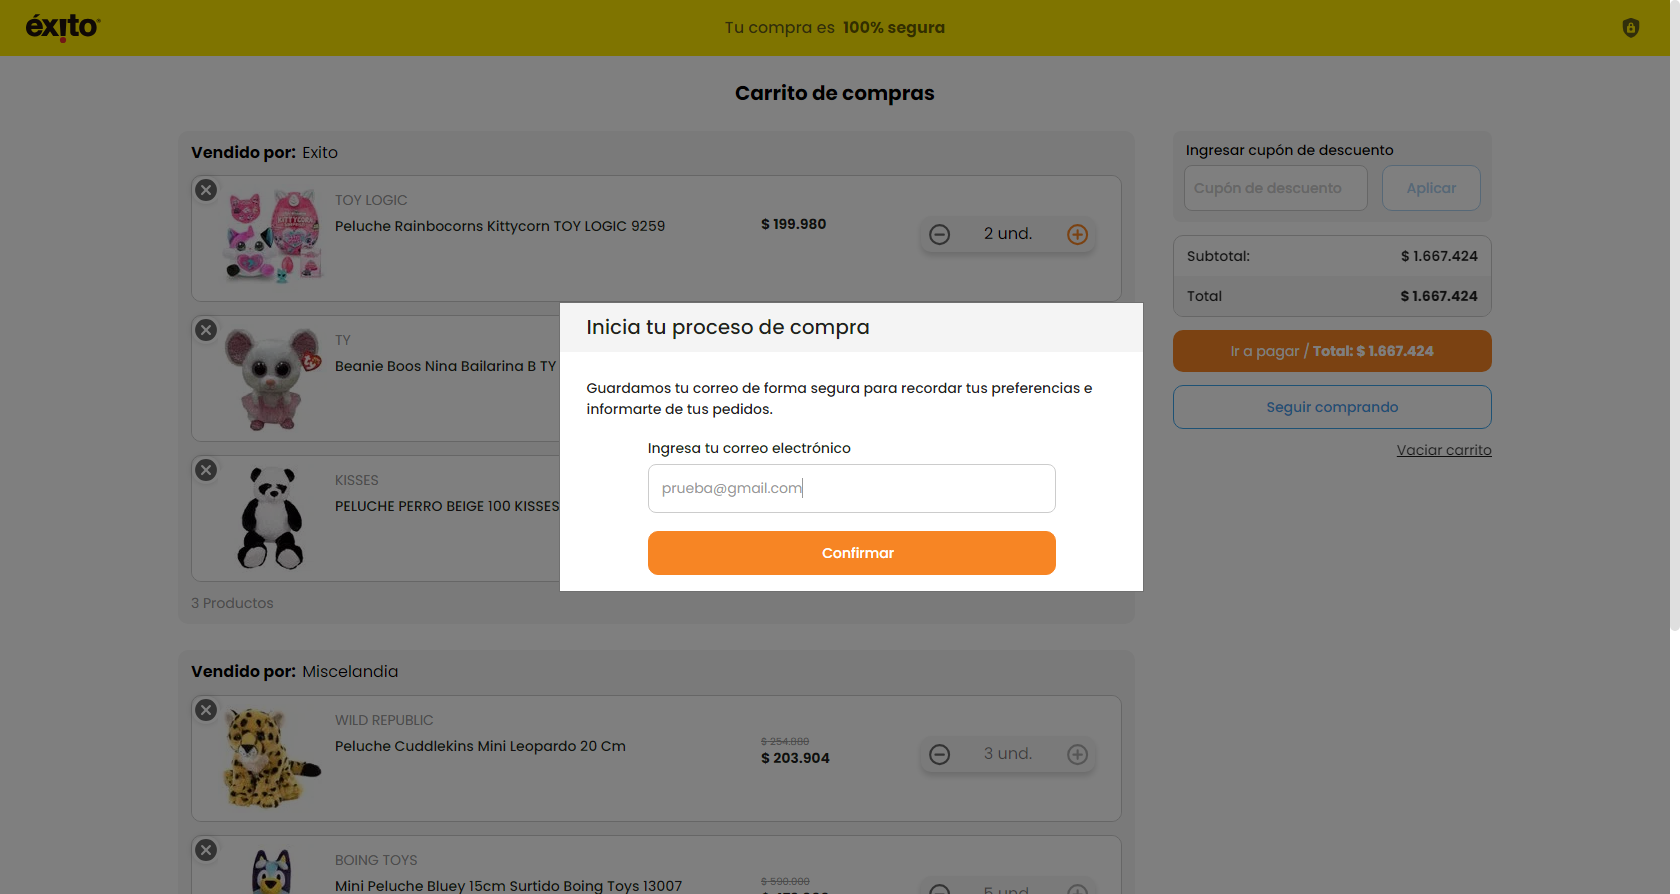 éxito
Tu compra es 100% segura
Carrito de compras
Vendido por: Exito
TOY LOGIC
Peluche Rainbocorns Kittycorn TOY LOGIC 9259
$ 199.980
2 und.
TY
Beanie Boos Nina Bailarina B TY
KISSES
PELUCHE PERRO BEIGE 100 KISSES
3 Productos
Inicia tu proceso de compra
Guardamos tu correo de forma segura para recordar tus preferencias e
informarte de tus pedidos.
Ingresa tu correo electrónico
prueba@gmail.com
Confirmar
Vendido por: Miscelandia
WILD REPUBLIC
Peluche Cuddlekins Mini Leopardo 20 Cm
$ 254.880
$ 203.904
3 und.
BOING TOYS
Mini Peluche Bluey 15cm Surtido Boing Toys 13007
$ 590.000
5 und.
Ingresar cupón de descuento
Cupón de descuento
Aplicar
Subtotal: $ 1.667.424
Total $ 1.667.424
Ir a pagar / Total: $ 1.667.424
Seguir comprando
Vaciar carrito